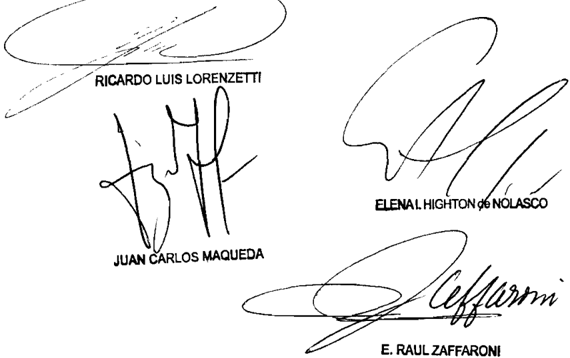 RICARDO LUIS LORENZETTI
ELENA I. HIGHTON de NOLASCO
JUAN CARLOS MAQUEDA
Zaffaroni
E. RAUL ZAFFARONI